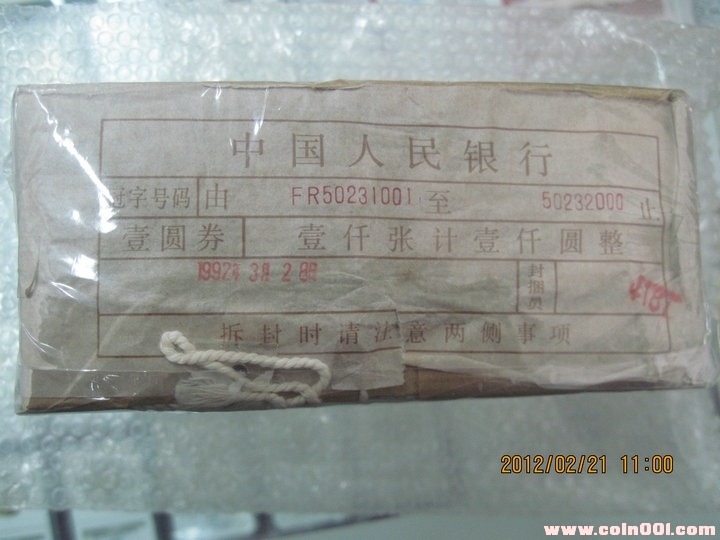 中国人民银行
冠字号码 由 FR50231001 至 50232000 止
壹圆券 壹仟张计壹仟圆整
1992年 3月 28日 封捆员
拆封时请注意两侧事项
2012/02/21 11:00
www.coin001.com